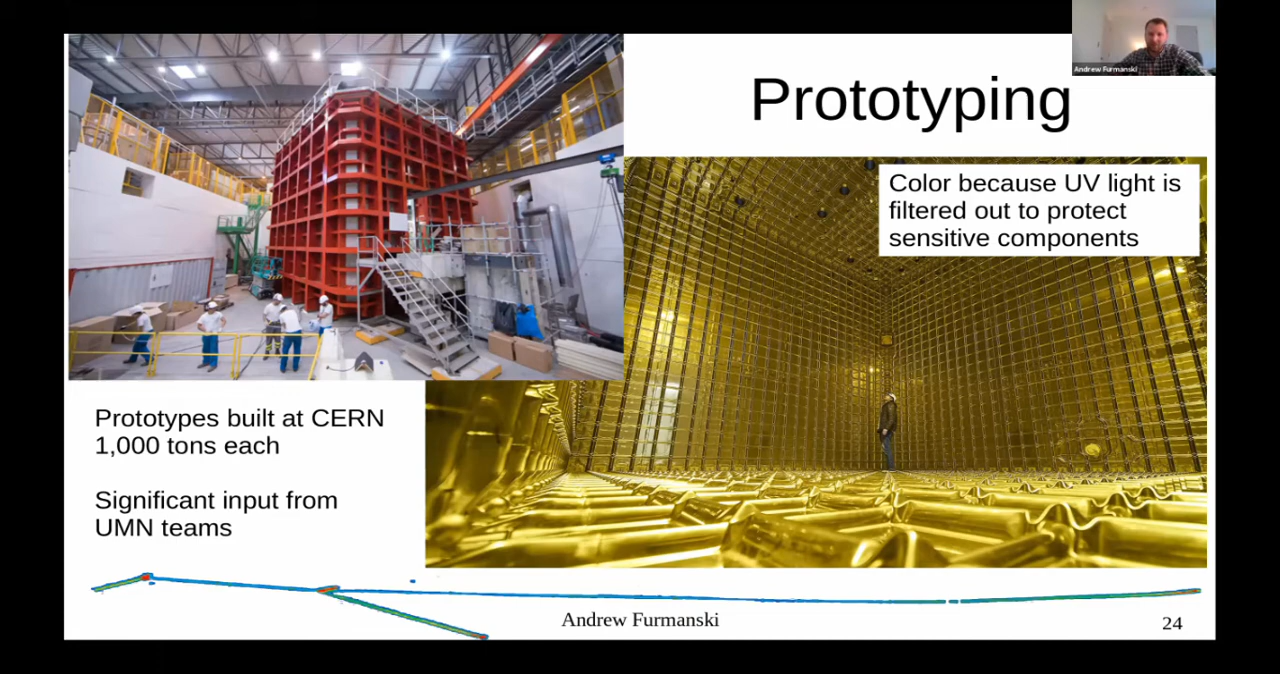 Andrew Furmanski
Prototyping
Color because UV light is
filtered out to protect
sensitive components
Prototypes built at CERN
1,000 tons each
Significant input from
UMN teams
Andrew Furmanski
24